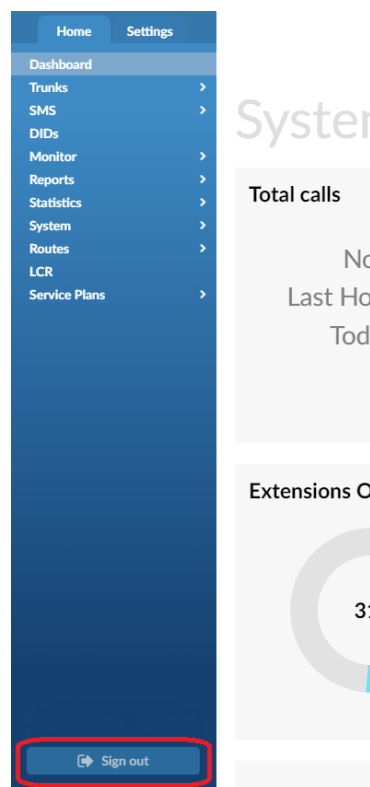 Home Settings
Dashboard
Trunks
SMS
DIDs
Monitor
Reports
Statistics
System
Routes
LCR
Service Plans
Sign out
Total calls
Last
Extensions